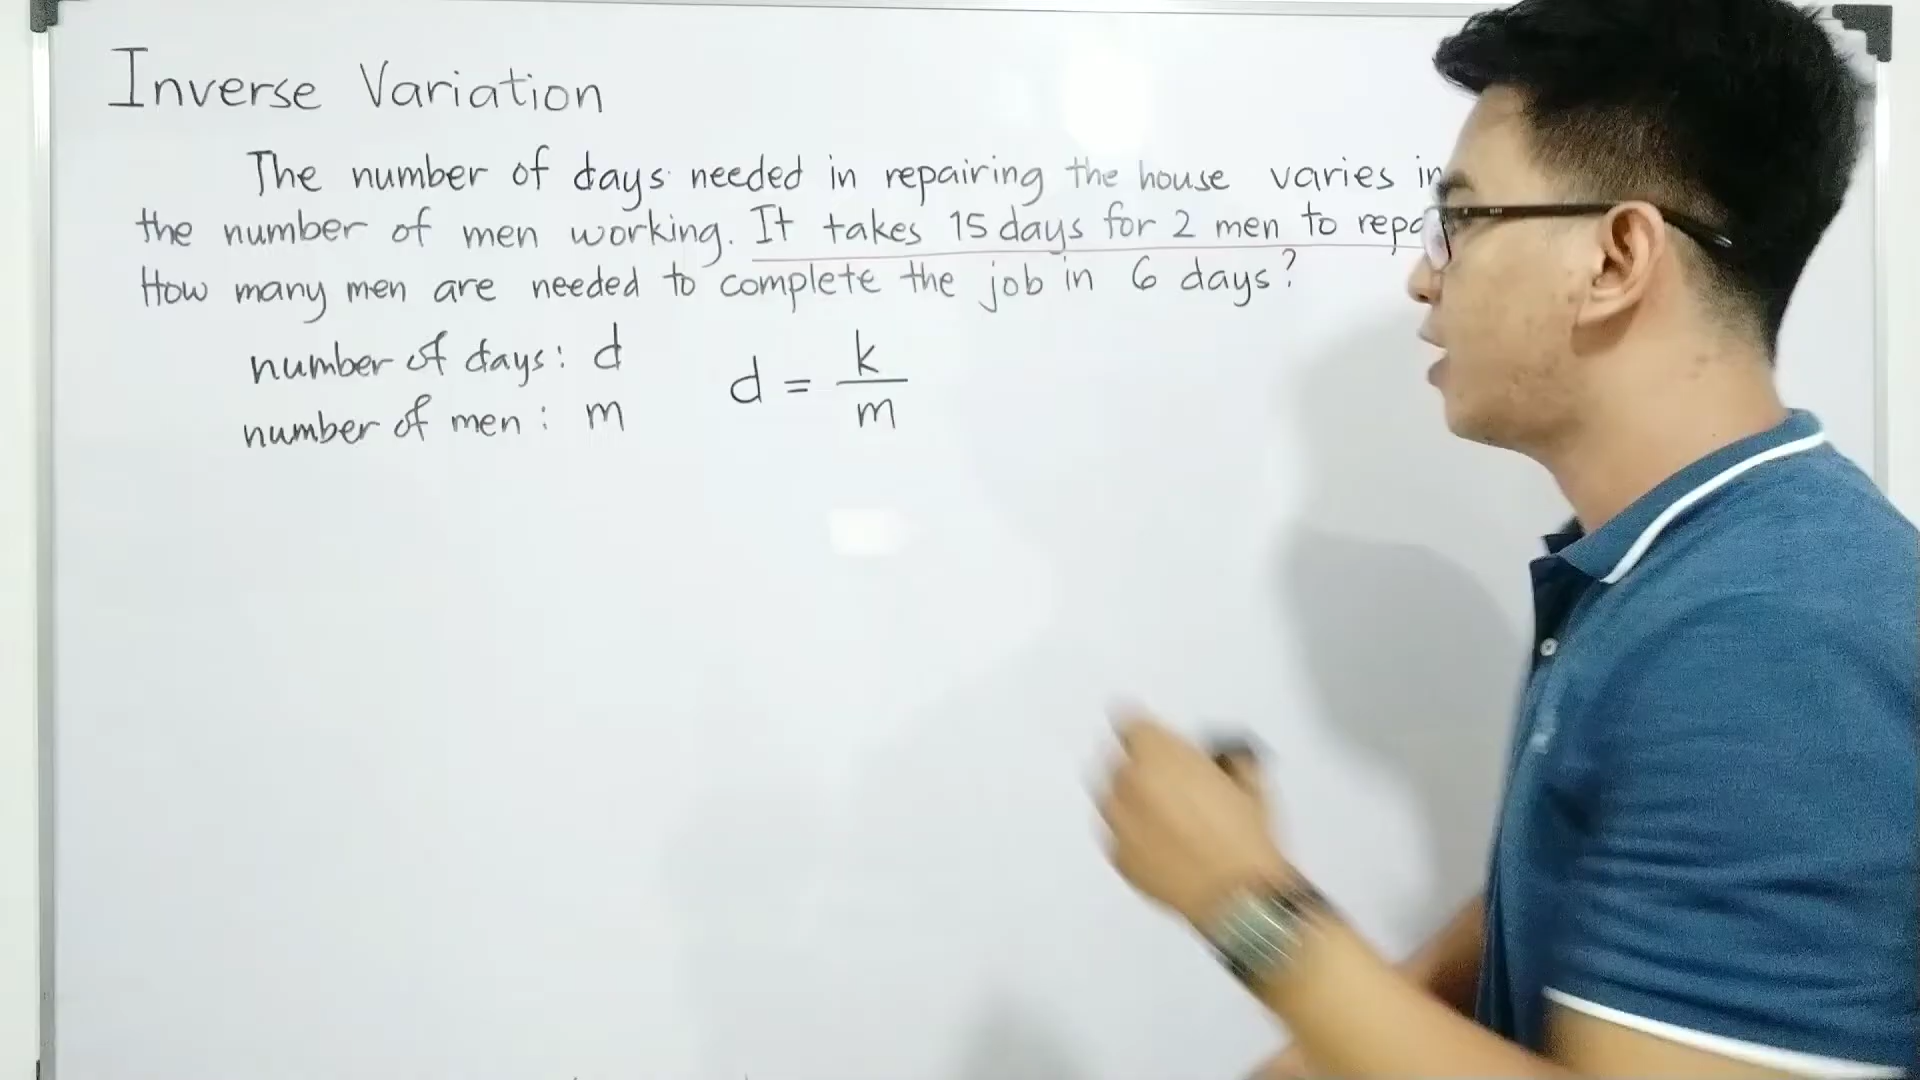 Inverse Variation
The number of days needed in repairing the house varies in
the number of men working. It takes 15 days for 2 men to repa
How many men are needed to complete the job in 6 days?
number of days: d
number of men: m
d = k/m